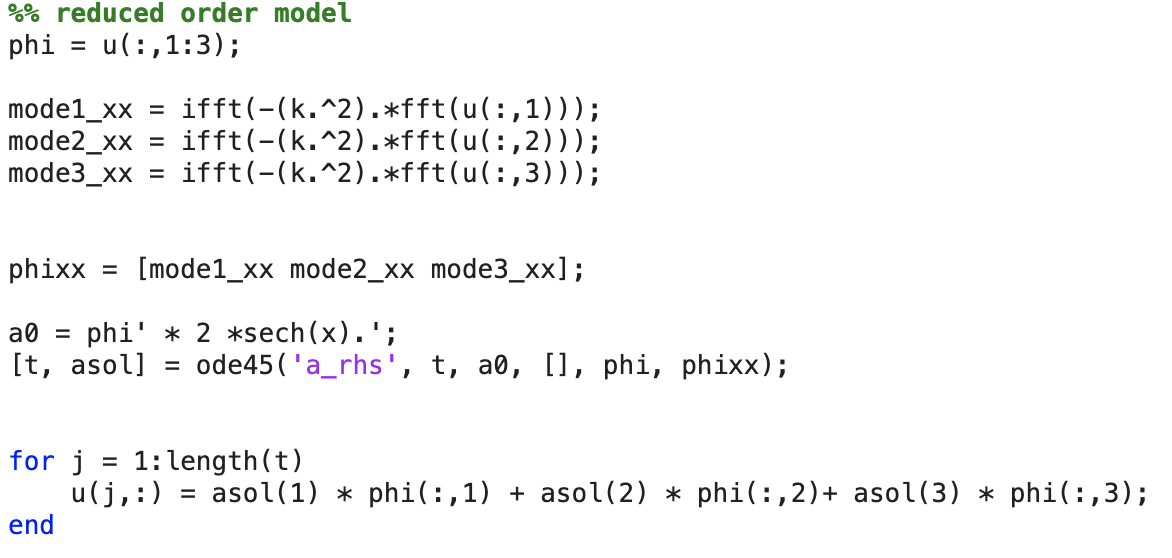 %% reduced order model
phi = u(:,1:3);
mode1_xx = ifft(-(k.^2).*fft(u(:,1)));
mode2_xx = ifft(-(k.^2).*fft(u(:,2)));
mode3_xx = ifft(-(k.^2).*fft(u(:,3)));
phixx = [mode1_xx mode2_xx mode3_xx];
a0 = phi' * 2 *sech(x).';
[t, asol] = ode45('a_rhs', t, a0, [], phi, phixx);
for j = 1:length(t)
    u(j,:) = asol(1) * phi(:,1) + asol(2) * phi(:,2)+ asol(3) * phi(:,3);
end